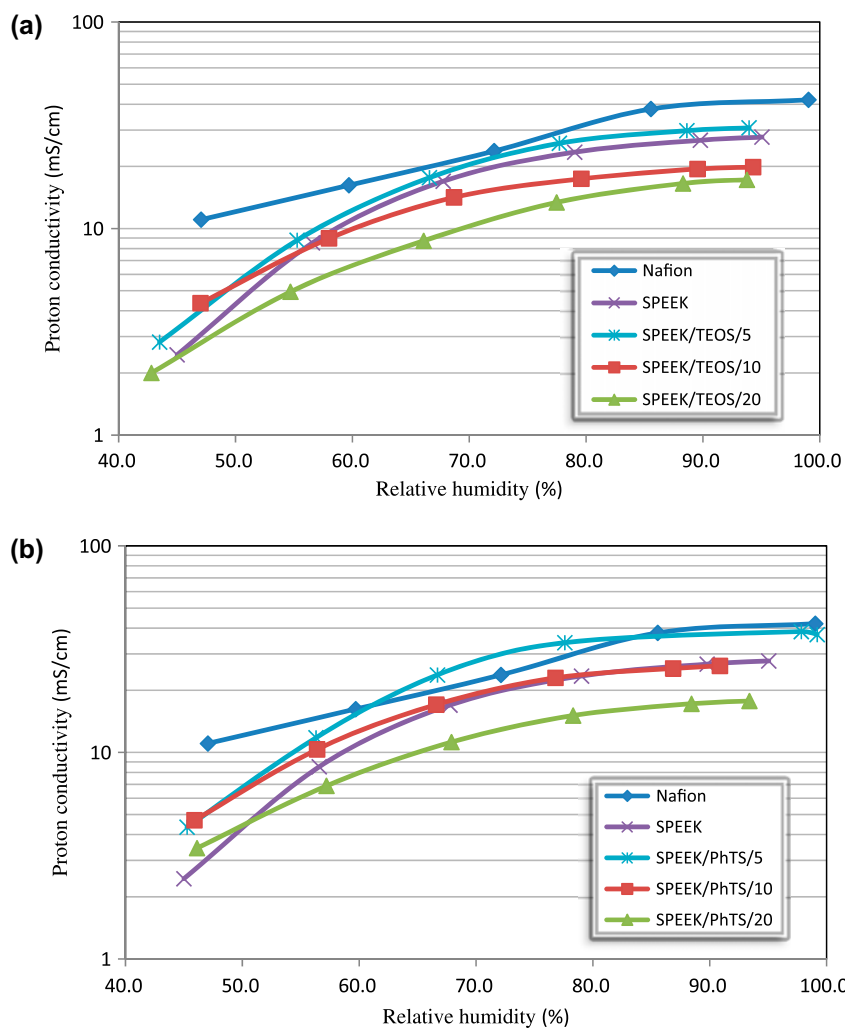 (a)
100
10
1
Proton conductivity (mS/cm)
Nafion
SPEEK
SPEEK/TEOS/5
SPEEK/TEOS/10
SPEEK/TEOS/20
40.0 50.0 60.0 70.0 80.0 90.0 100.0
Relative humidity (%)
(b)
100
10
1
Proton conductivity (mS/cm)
Nafion
SPEEK
SPEEK/PhTS/5
SPEEK/PhTS/10
SPEEK/PhTS/20
40.0 50.0 60.0 70.0 80.0 90.0 100.0
Relative humidity (%)